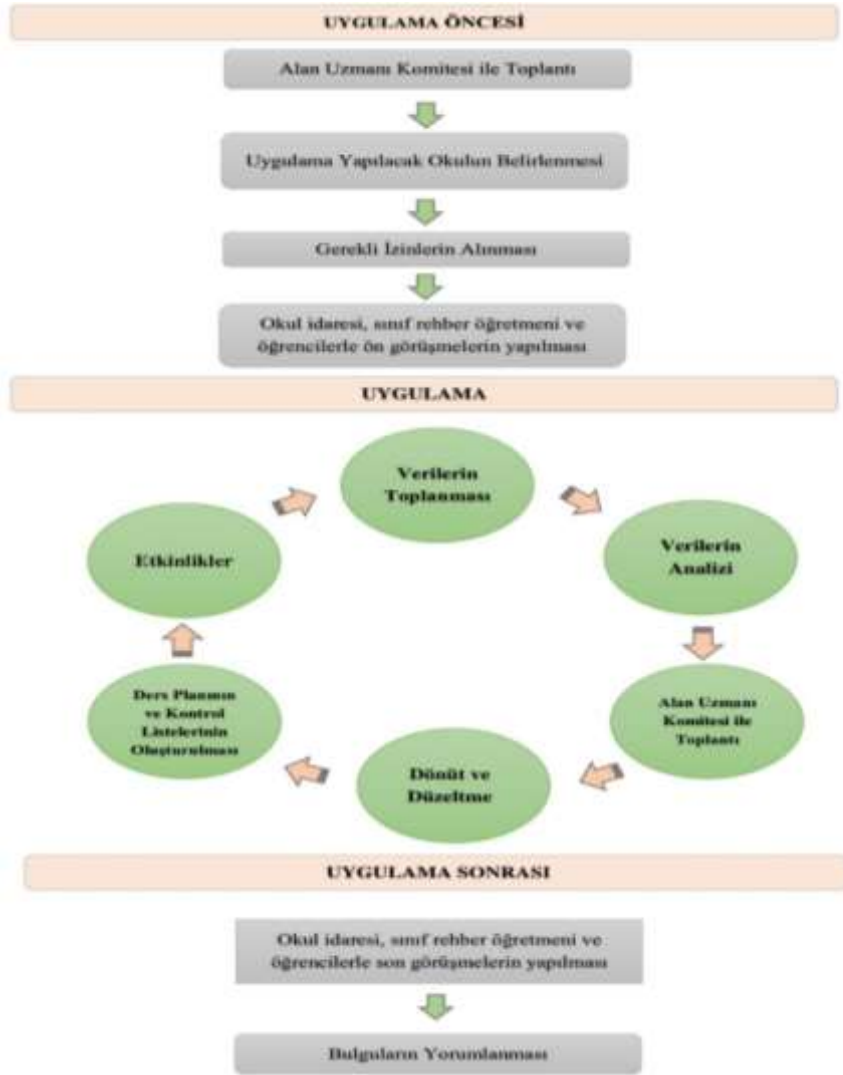 UYGULAMA ÖNCESİ
Alan Uzmanı Komitesi ile Toplantı
Uygulama Yapılacak Okulun Belirlenmesi
Gerekli İzinlerin Alınması
Okul idaresi, sınıf rehber öğretmeni ve
öğrencilerle ön görüşmelerin yapılması
UYGULAMA
Verilerin
Toplanması
Etkinlikler
Verilerin
Analizi
Ders Planının
ve Kontrol
Listelerinin
Oluşturulması
Alan Uzmanı
Komitesi ile
Toplantı
Dönüt ve
Düzeltme
UYGULAMA SONRASI
Okul idaresi, sınıf rehber öğretmeni ve
öğrencilerle son görüşmelerin yapılması
Bulguların Yorumlanması